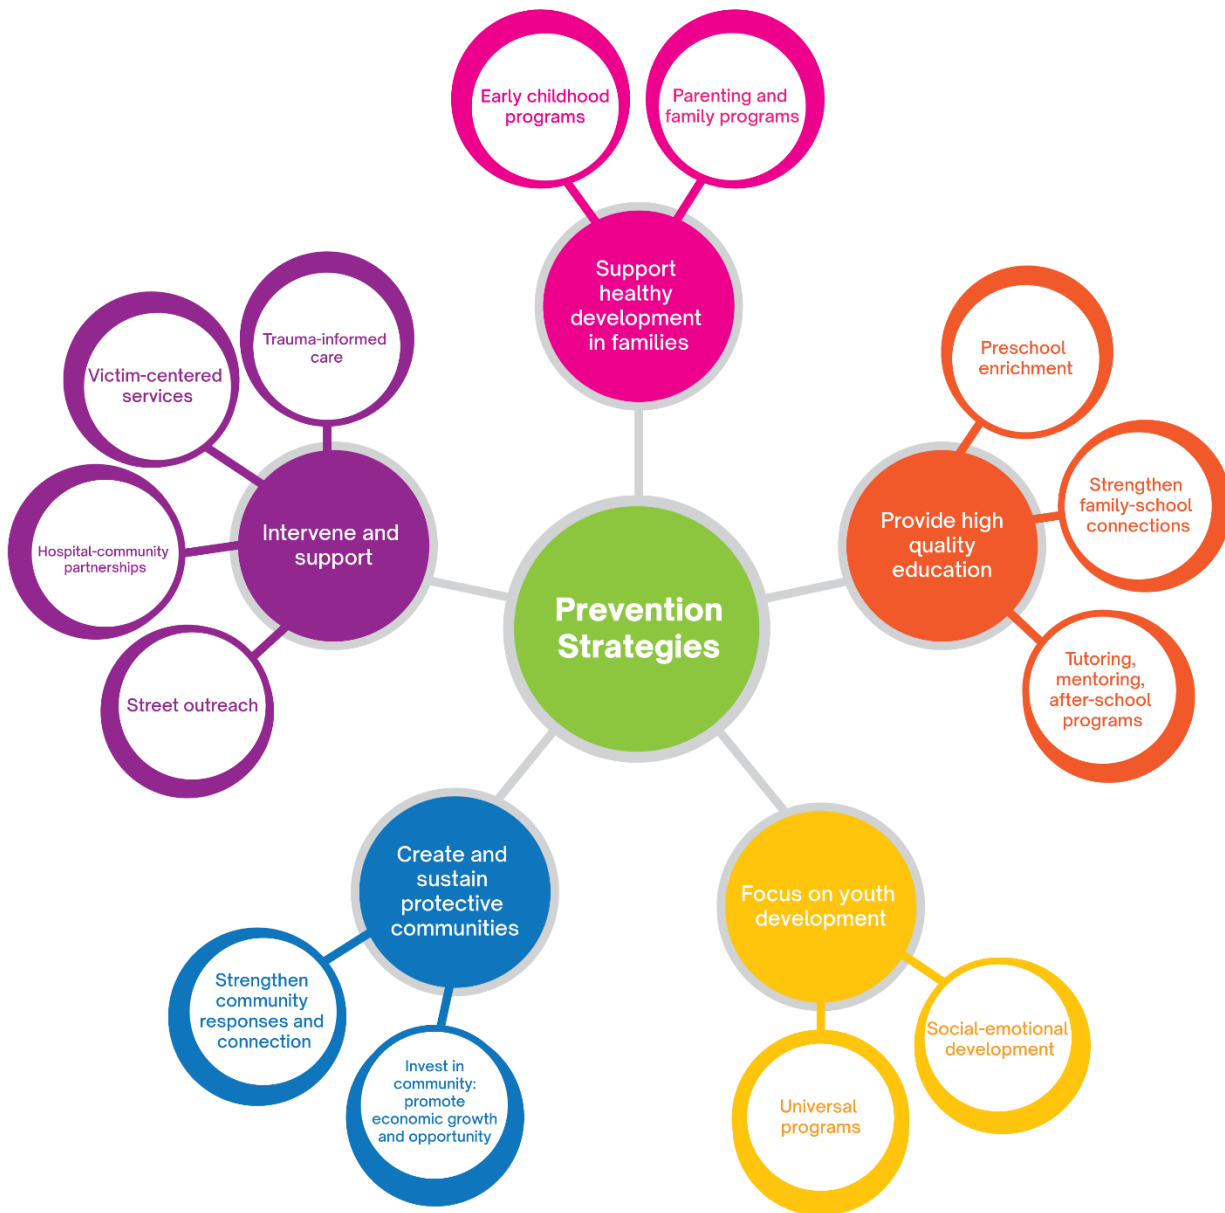 Early childhood
programs
Parenting and
family programs
Support
healthy
development
in families
Preschool
enrichment
Strengthen
family-school
connections
Tutoring,
mentoring,
after-school
programs
Provide high
quality
education
Prevention
Strategies
Trauma-informed
care
Victim-centered
services
Hospital-community
partnerships
Street outreach
Intervene and
support
Create and
sustain
protective
communities
Strengthen
community
responses and
connection
Invest in
community:
promote
economic growth
and opportunity
Focus on youth
development
Social-emotional
development
Universal
programs